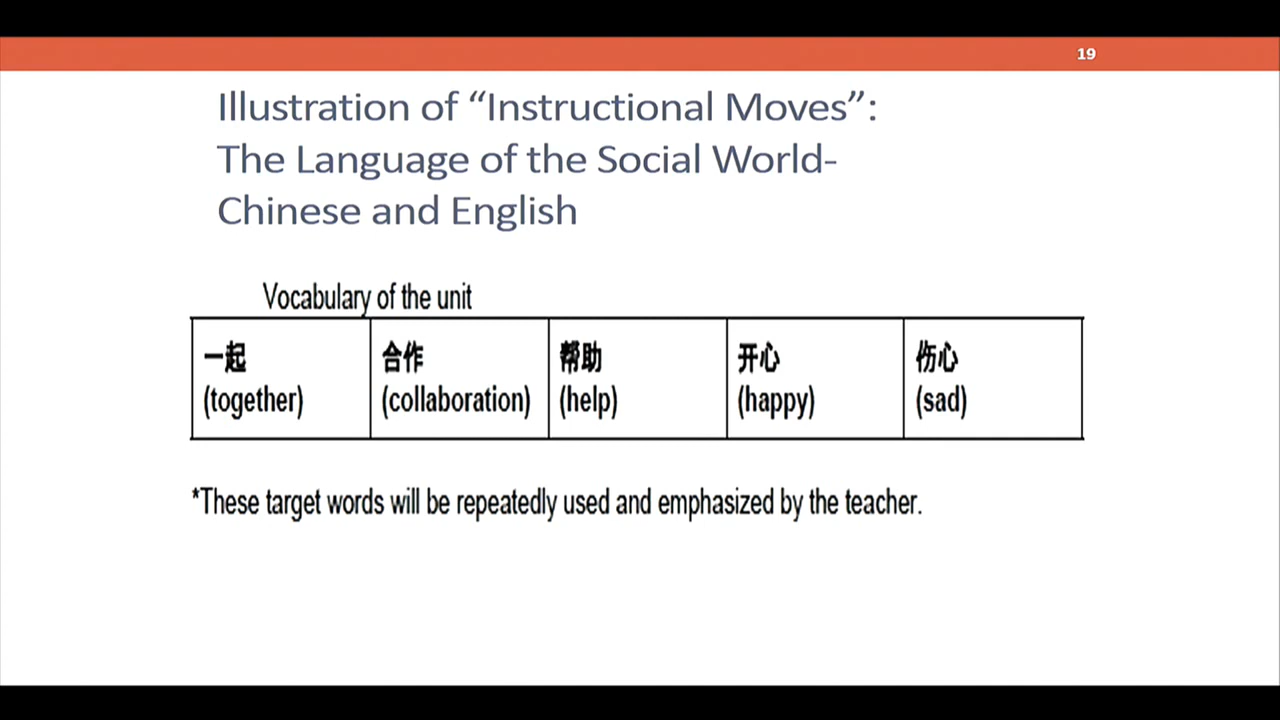 19
Illustration of “Instructional Moves”:
The Language of the Social World-
Chinese and English
Vocabulary of the unit
一起 合作 帮助 开心 伤心
(together) (collaboration) (help) (happy) (sad)
*These target words will be repeatedly used and emphasized by the teacher.